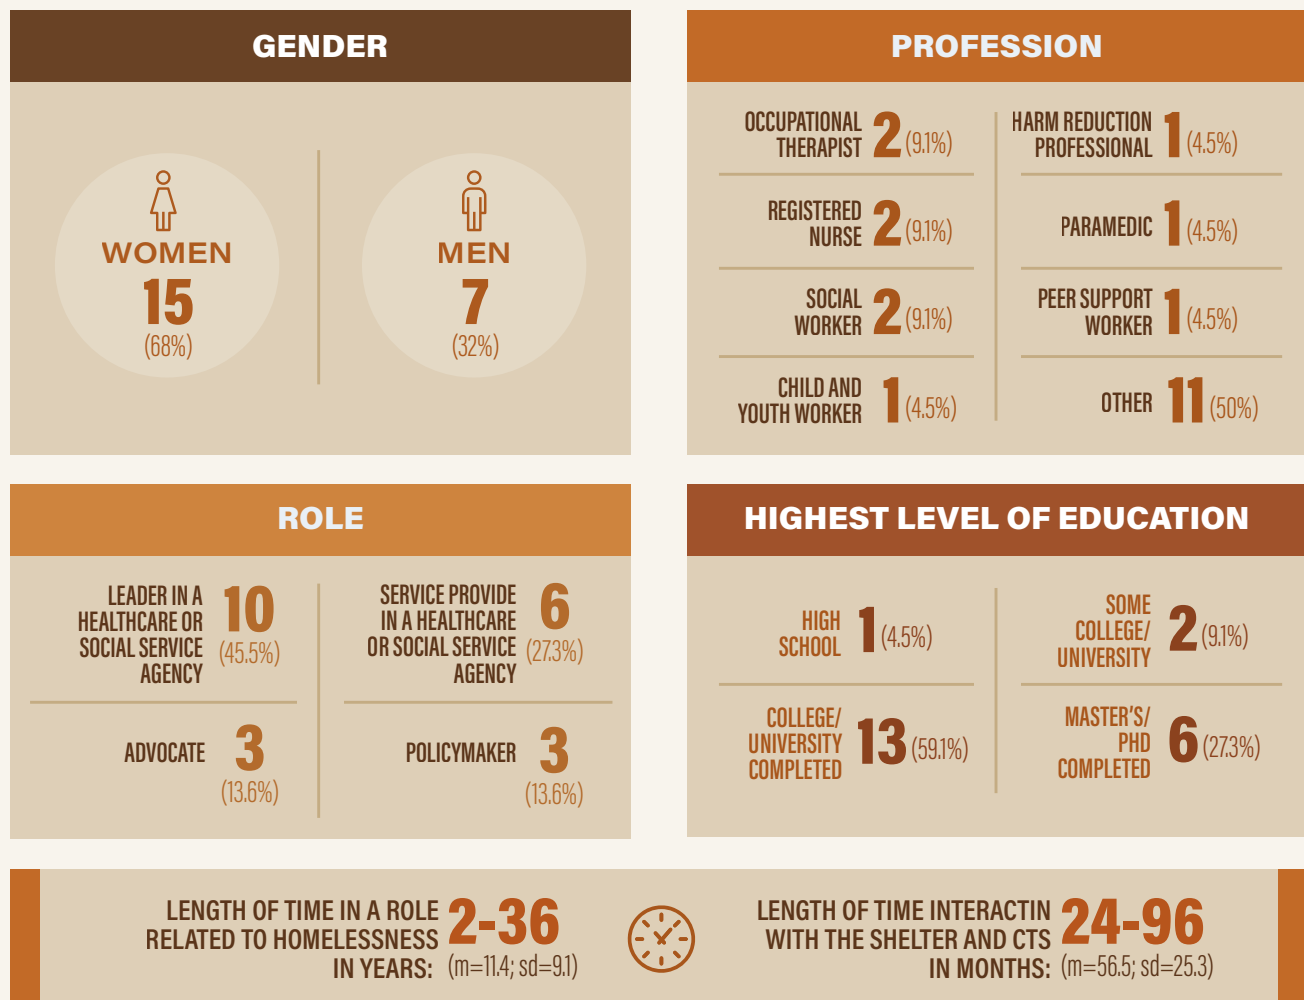 GENDER
WOMEN
15
(68%)
MEN
7
(32%)
PROFESSION
OCCUPATIONAL
THERAPIST 2 (9.1%)
REGISTERED
NURSE 2 (9.1%)
SOCIAL
WORKER 2 (9.1%)
CHILD AND
YOUTH WORKER 1 (4.5%)
HARM REDUCTION
PROFESSIONAL 1 (4.5%)
PARAMEDIC 1 (4.5%)
PEER SUPPORT
WORKER 1 (4.5%)
OTHER 11 (50%)
ROLE
LEADER IN A
HEALTHCARE OR
SOCIAL SERVICE
AGENCY
10
(45.5%)
SERVICE PROVIDE
IN A HEALTHCARE
OR SOCIAL SERVICE
AGENCY
6
(27.3%)
ADVOCATE 3
(13.6%)
POLICYMAKER 3
(13.6%)
HIGHEST LEVEL OF EDUCATION
HIGH
SCHOOL 1 (4.5%)
SOME
COLLEGE/
UNIVERSITY
2 (9.1%)
COLLEGE/
UNIVERSITY
COMPLETED
13 (59.1%)
MASTER'S/
PHD
COMPLETED
6 (27.3%)
LENGTH OF TIME IN A ROLE
RELATED TO HOMELESSNESS
IN YEARS:
2-36
(m=11.4; sd=9.1)
LENGTH OF TIME INTERACTIN
WITH THE SHELTER AND CTS
IN MONTHS:
24-96
(m=56.5; sd=25.3)